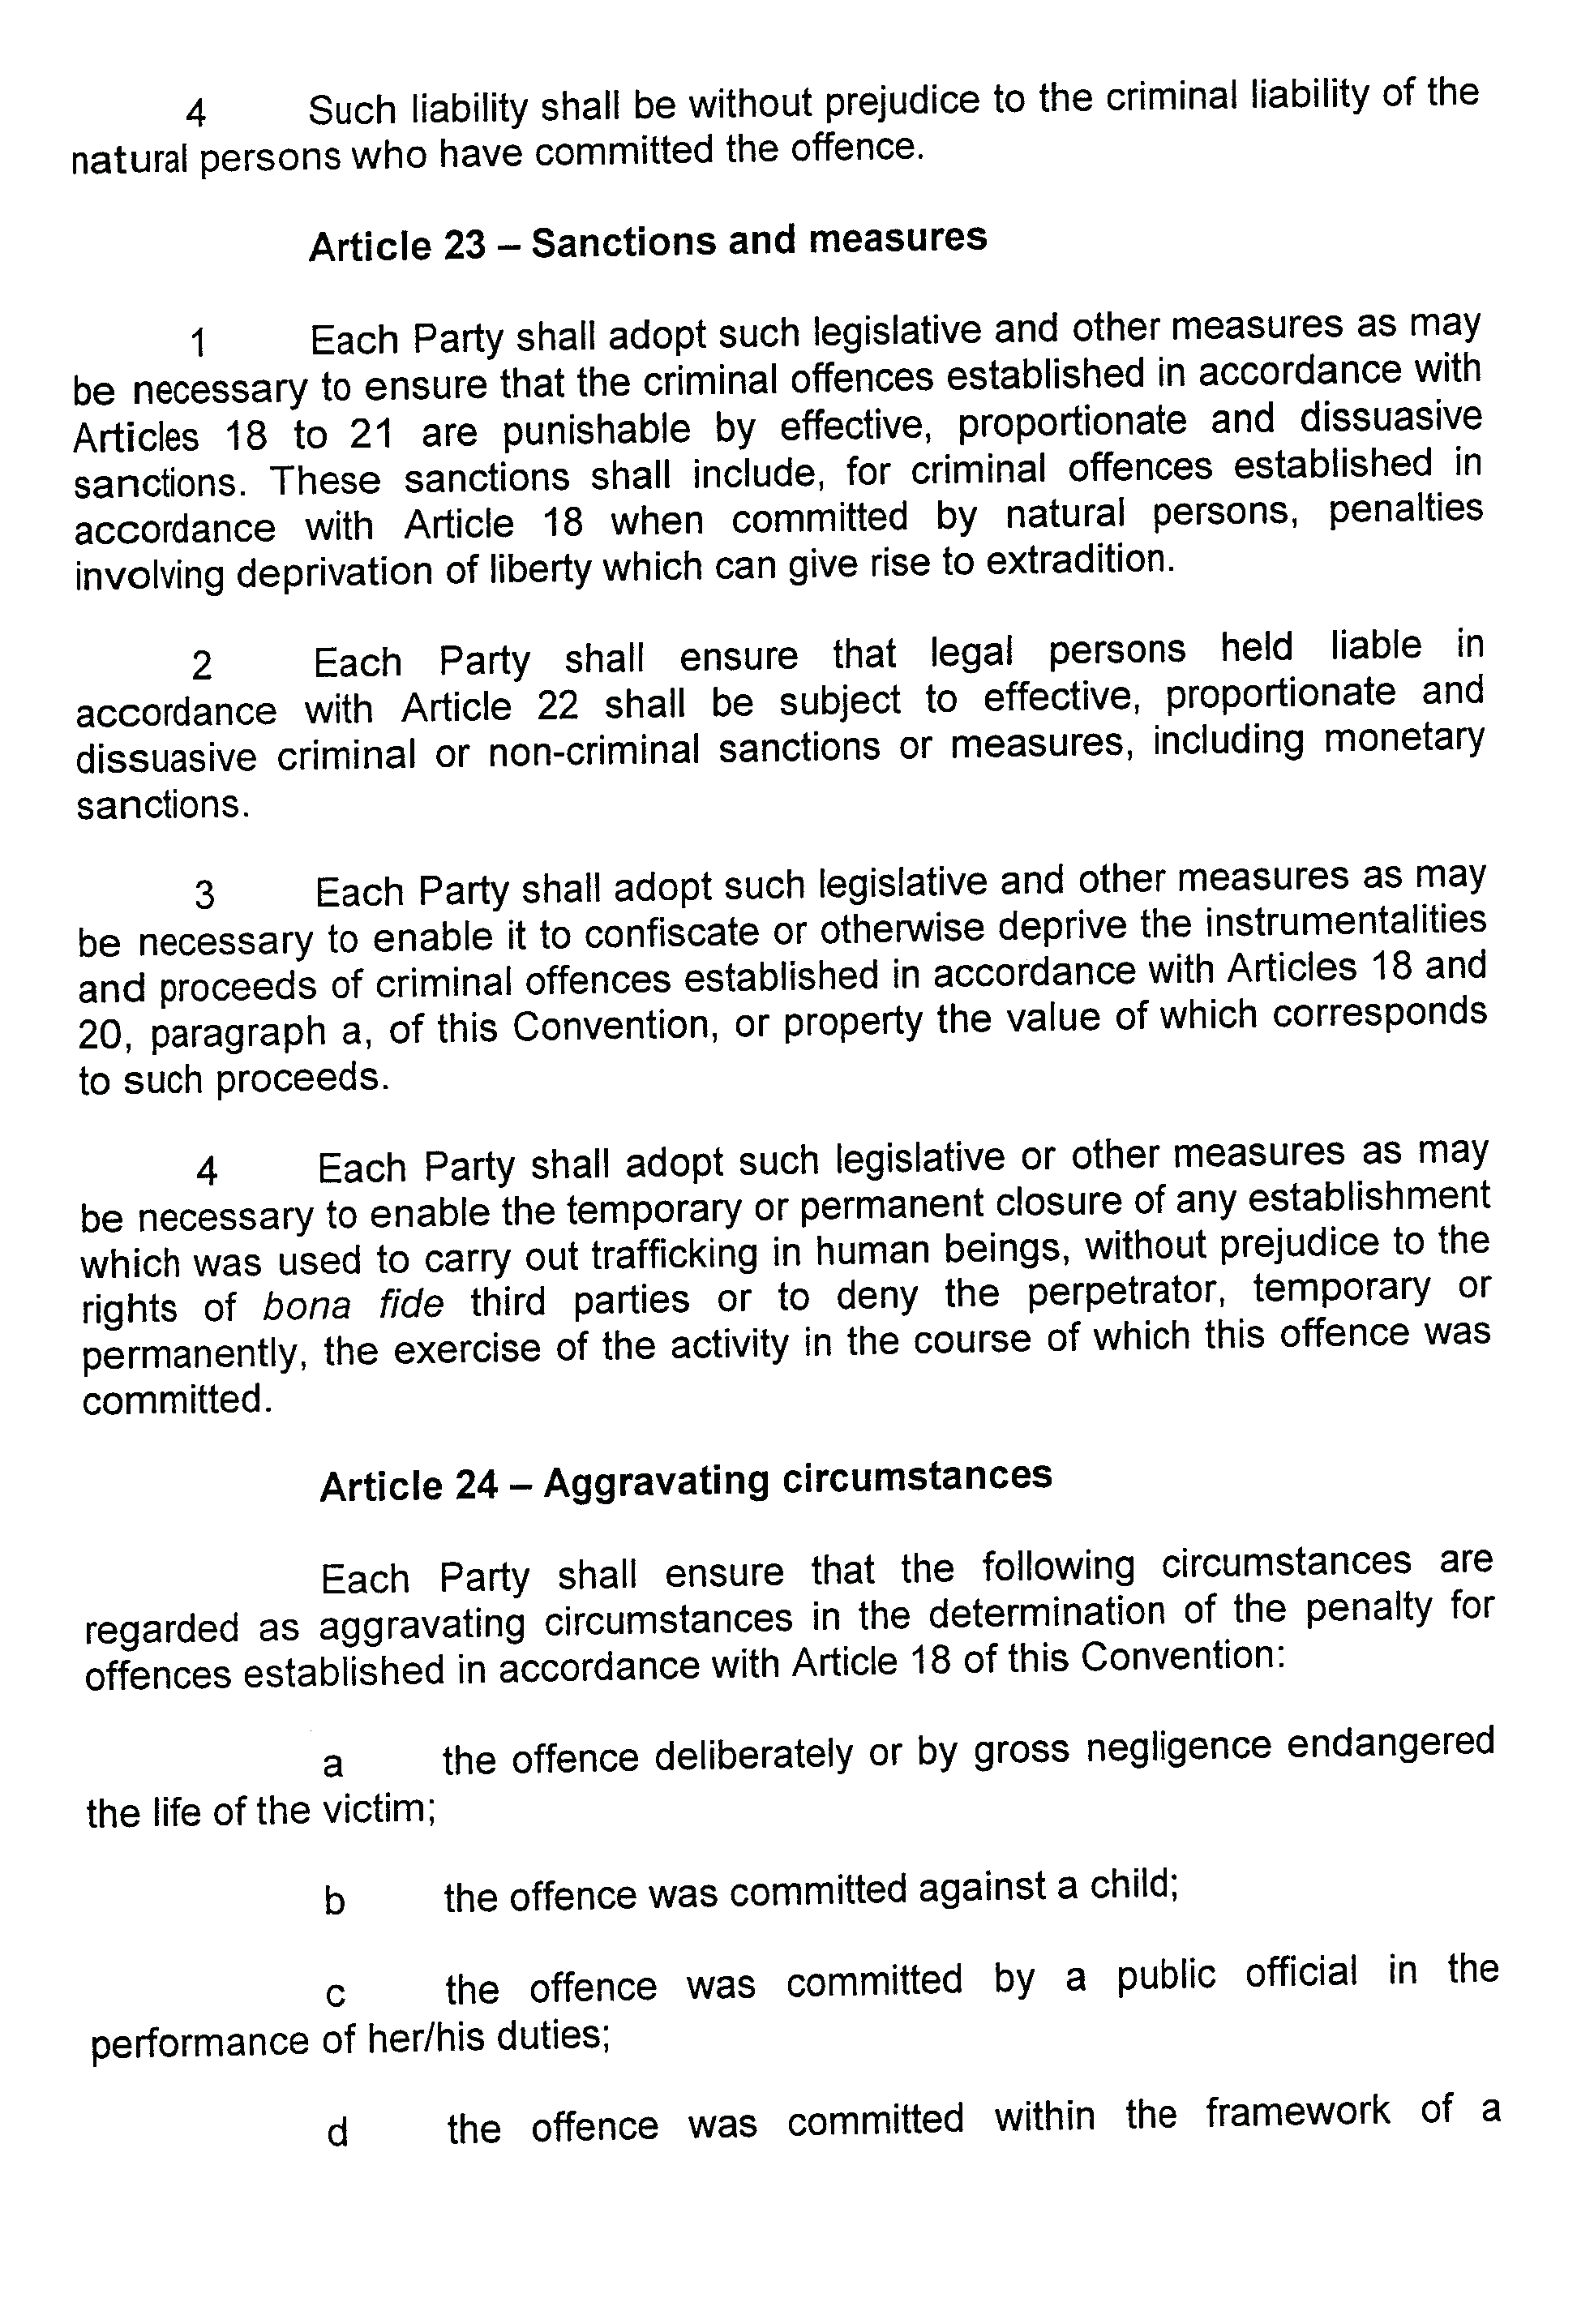 4 Such liability shall be without prejudice to the criminal liability of the
natural persons who have committed the offence.
Article 23 – Sanctions and measures
1 Each Party shall adopt such legislative and other measures as may
be necessary to ensure that the criminal offences established in accordance with
Articles 18 to 21 are punishable by effective, proportionate and dissuasive
sanctions. These sanctions shall include, for criminal offences established in
accordance with Article 18 when committed by natural persons, penalties
involving deprivation of liberty which can give rise to extradition.
2 Each Party shall ensure that legal persons held liable in
accordance with Article 22 shall be subject to effective, proportionate and
dissuasive criminal or non-criminal sanctions or measures, including monetary
sanctions.
3 Each Party shall adopt such legislative and other measures as may
be necessary to enable it to confiscate or otherwise deprive the instrumentalities
and proceeds of criminal offences established in accordance with Articles 18 and
20, paragraph a, of this Convention, or property the value of which corresponds
to such proceeds.
4 Each Party shall adopt such legislative or other measures as may
be necessary to enable the temporary or permanent closure of any establishment
which was used to carry out trafficking in human beings, without prejudice to the
rights of bona fide third parties or to deny the perpetrator, temporary or
permanently, the exercise of the activity in the course of which this offence was
committed.
Article 24 – Aggravating circumstances
Each Party shall ensure that the following circumstances are
regarded as aggravating circumstances in the determination of the penalty for
offences established in accordance with Article 18 of this Convention:
a the offence deliberately or by gross negligence endangered
the life of the victim;
b the offence was committed against a child;
c the offence was committed by a public official in the
performance of her/his duties;
d the offence was committed within the framework of a